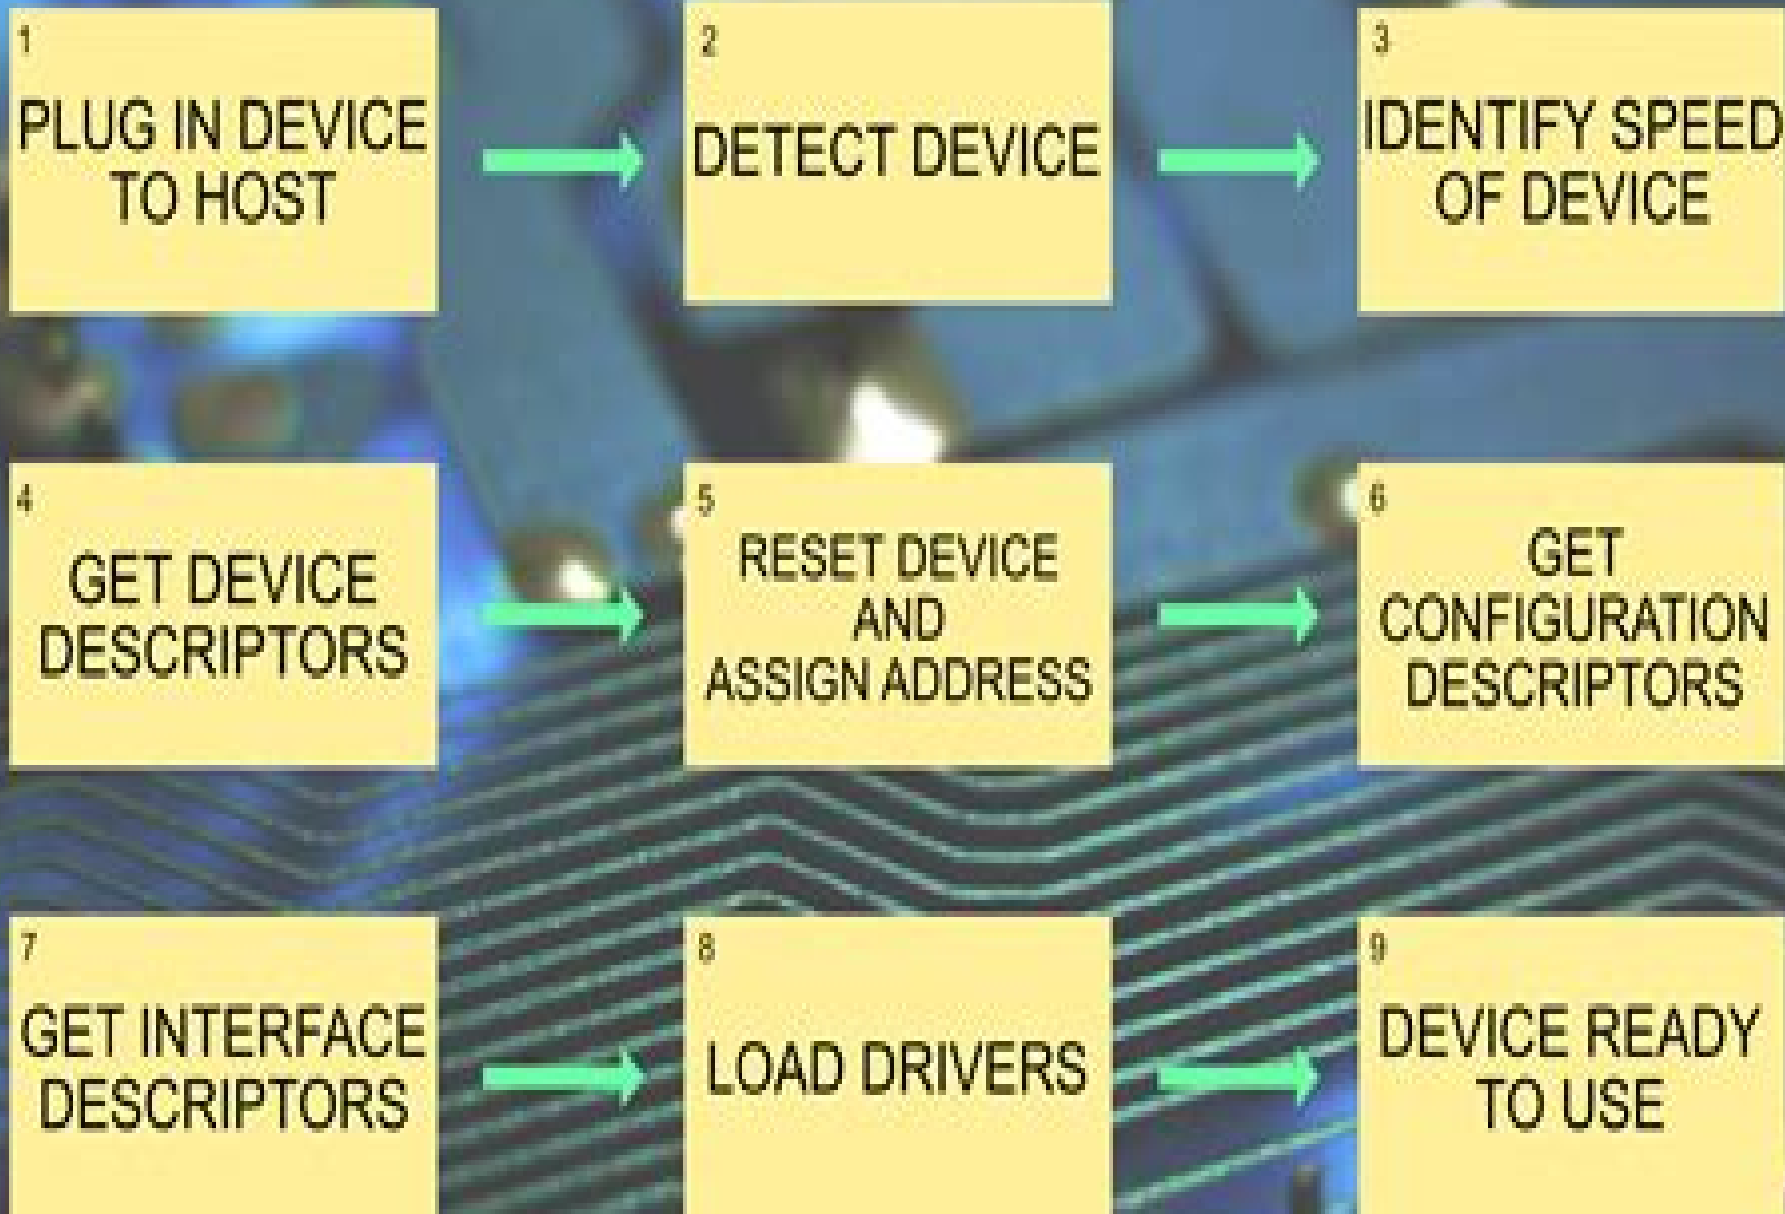 1
PLUG IN DEVICE
TO HOST
2
DETECT DEVICE
3
IDENTIFY SPEED
OF DEVICE
4
GET DEVICE
DESCRIPTORS
5
RESET DEVICE
AND
ASSIGN ADDRESS
6
GET
CONFIGURATION
DESCRIPTORS
7
GET INTERFACE
DESCRIPTORS
8
LOAD DRIVERS
9
DEVICE READY
TO USE